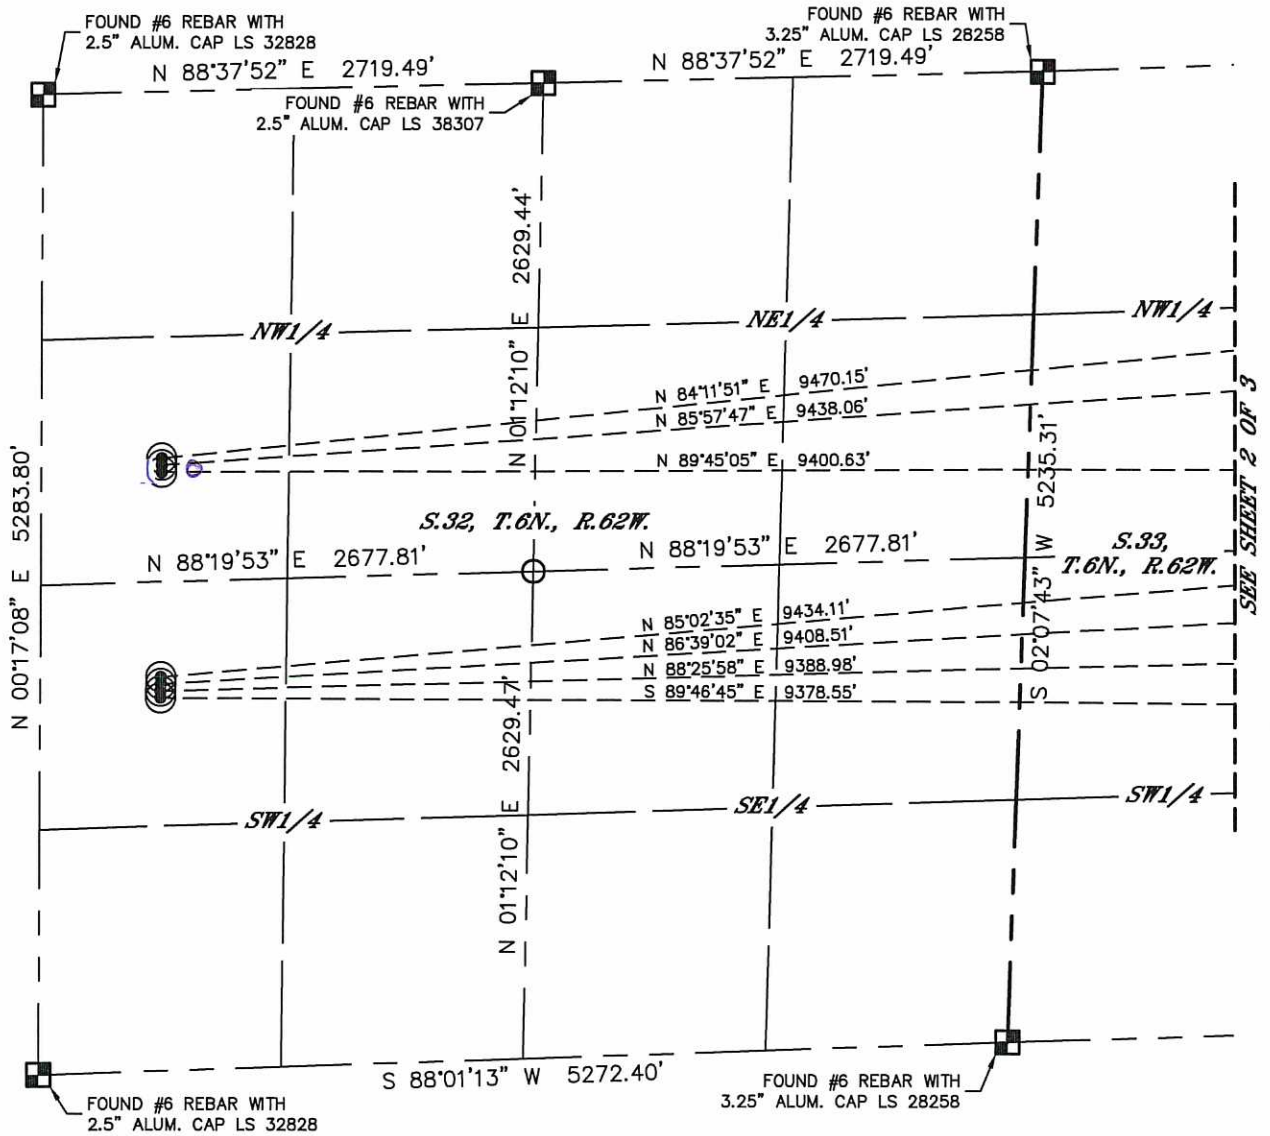 FOUND #6 REBAR WITH
2.5" ALUM. CAP LS 32828
FOUND #6 REBAR WITH
3.25" ALUM. CAP LS 28258
N 88°37'52" E 2719.49'
N 88°37'52" E 2719.49'
FOUND #6 REBAR WITH
2.5" ALUM. CAP LS 38307
N 01°12'10" E 2629.44'
NW1/4
NE1/4
NW1/4
N 84°11'51" E 9470.15'
N 85°57'47" E 9438.06'
N 89°45'05" E 9400.63'
N 00°17'08" E 5283.80'
S 02°07'43" W 5235.31'
SEE SHEET 2 OF 3
S.32, T.6N., R.62W.
S.33,
T.6N., R.62W.
N 88°19'53" E 2677.81'
N 88°19'53" E 2677.81'
N 85°02'35" E 9434.11'
N 86°39'02" E 9408.51'
N 88°25'58" E 9388.98'
S 89°46'45" E 9378.55'
N 01°12'10" E 2629.47'
SW1/4
SE1/4
SW1/4
S 88°01'13" W 5272.40'
FOUND #6 REBAR WITH
3.25" ALUM. CAP LS 28258
FOUND #6 REBAR WITH
2.5" ALUM. CAP LS 32828